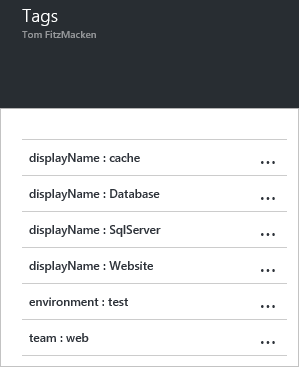 Tags
Tom FitzMacken
displayName : cache
displayName : Database
displayName : SqlServer
displayName : Website
environment : test
team : web